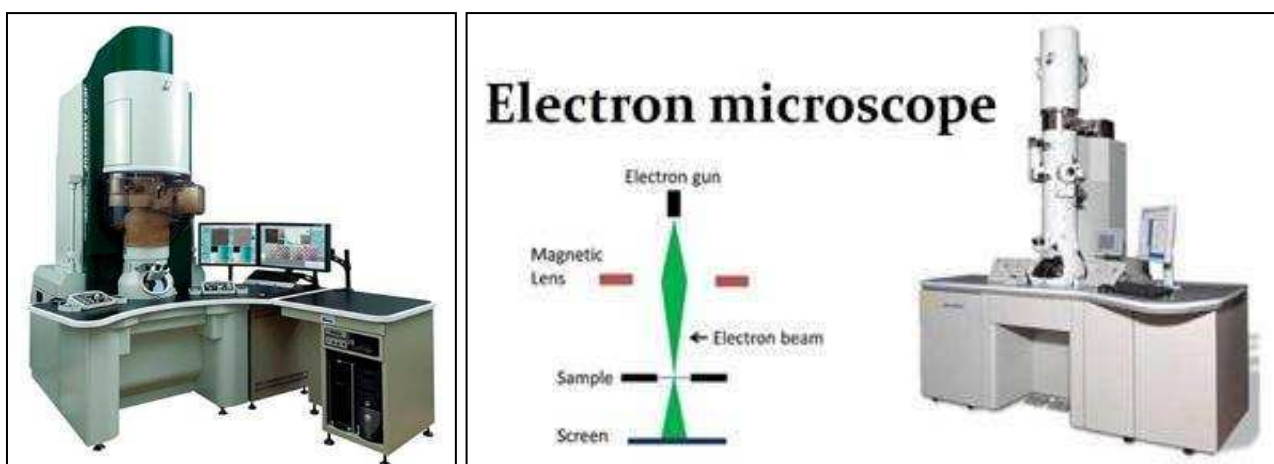 Electron microscope
Electron gun
Magnetic
Lens
← Electron beam
Sample
Screen